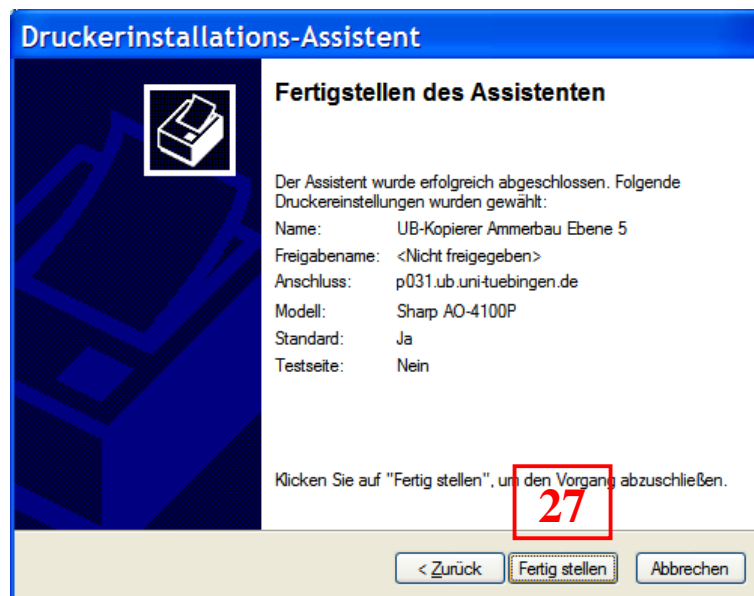 Druckerinstallations-Assistent
Fertigstellen des Assistenten
Der Assistent wurde erfolgreich abgeschlossen. Folgende
Druckereinstellungen wurden gewählt:
Name: UB-Kopierer Ammerbau Ebene 5
Freigabename: <Nicht freigegeben>
Anschluss: p031.ub.uni-tuebingen.de
Modell: Sharp AO-4100P
Standard: Ja
Testseite: Nein
Klicken Sie auf "Fertig stellen", um den Vorgang abzuschließen.
27
< Zurück Fertig stellen Abbrechen